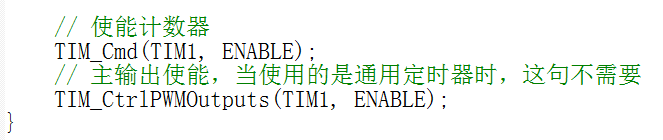 // 使能计数器
TIM_Cmd(TIM1, ENABLE);
// 主输出使能，当使用的是通用定时器时，这句不需要
TIM_CtrlPWMOutputs(TIM1, ENABLE);
}